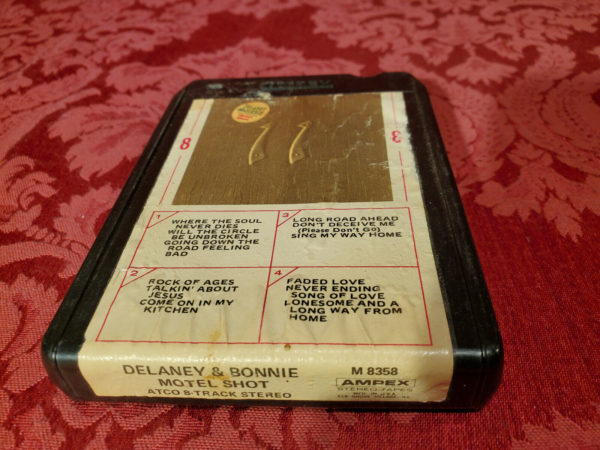 8
8
1
WHERE THE SOUL
NEVER DIES
WILL THE CIRCLE
BE UNBROKEN
GOING DOWN THE
ROAD FEELING
BAD
3
LONG ROAD AHEAD
DON'T DECEIVE ME
(Please Don't Go)
SING MY WAY HOME
2
ROCK OF AGES
TALKIN' ABOUT
JESUS
COME ON IN MY
KITCHEN
4
FADED LOVE
NEVER ENDING
SONG OF LOVE
LONESOME AND A
LONG WAY FROM
HOME
DELANEY & BONNIE
MOTEL SHOT
ATCO 8-TRACK STEREO
M 8358
AMPEX
STEREO TAPES